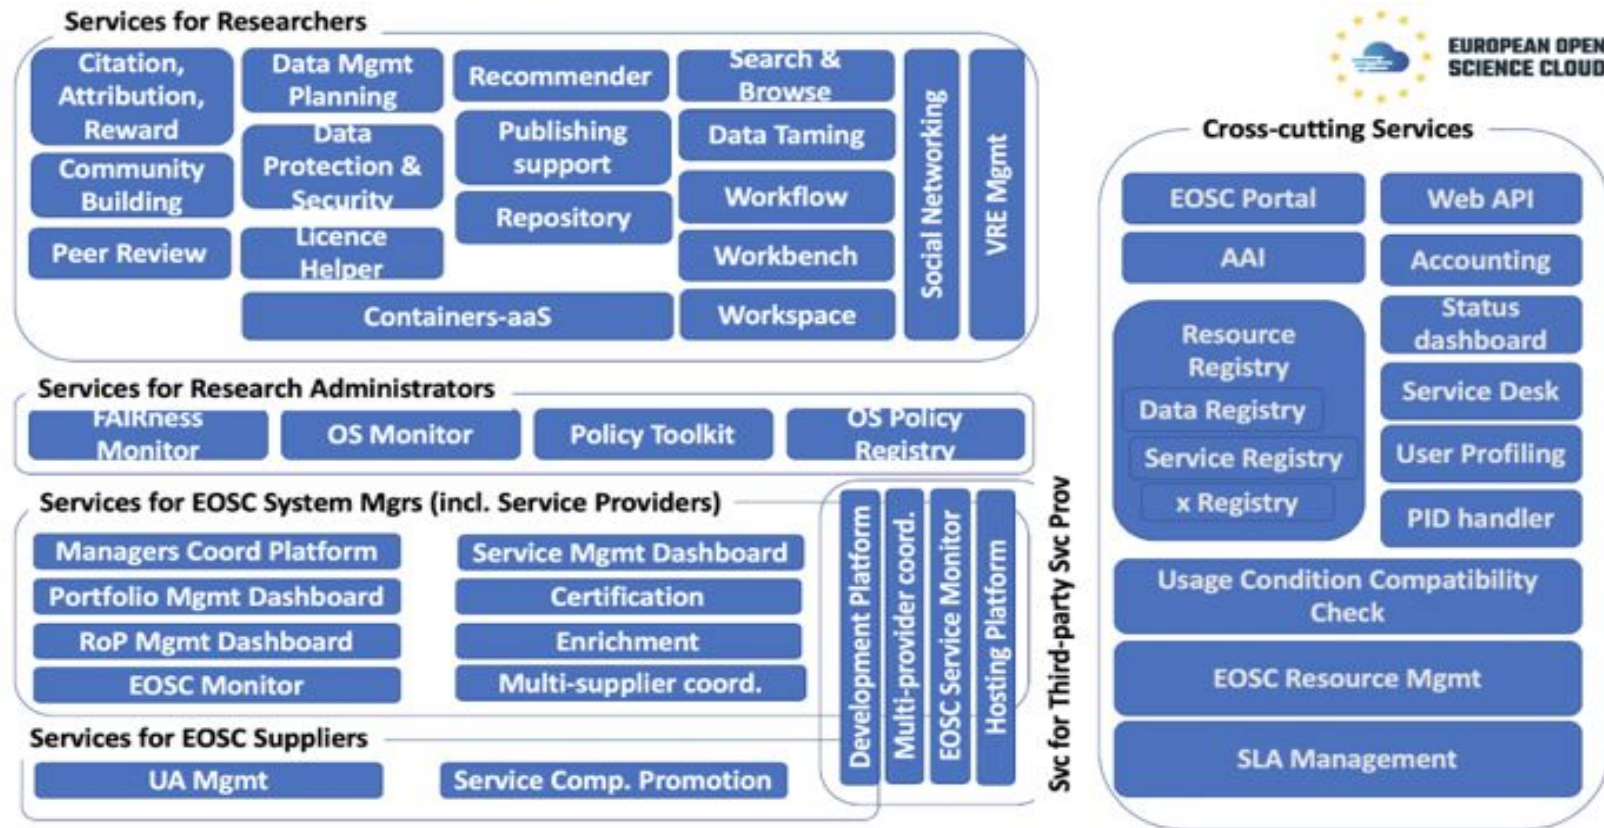 Services for Researchers
Citation,
Attribution,
Reward
Community
Building
Peer Review
Data Mgmt
Planning
Data
Protection &
Security
Licence
Helper
Containers-aaS
Recommender
Publishing
support
Repository
Search &
Browse
Data Taming
Workflow
Workbench
Workspace
Social Networking
VRE Mgmt
Services for Research Administrators
FAIRness
Monitor
OS Monitor
Policy Toolkit
OS Policy
Registry
Services for EOSC System Mgrs (incl. Service Providers)
Managers Coord Platform
Portfolio Mgmt Dashboard
RoP Mgmt Dashboard
EOSC Monitor
Service Mgmt Dashboard
Certification
Enrichment
Multi-supplier coord.
Development Platform
Multi-provider coord.
EOSC Service Monitor
Hosting Platform
Svc for Third-party Svc Prov
Services for EOSC Suppliers
UA Mgmt
Service Comp. Promotion
EUROPEAN OPEN
SCIENCE CLOUD
Cross-cutting Services
EOSC Portal
AAI
Resource
Registry
Data Registry
Service Registry
x Registry
Web API
Accounting
Status
dashboard
Service Desk
User Profiling
PID handler
Usage Condition Compatibility
Check
EOSC Resource Mgmt
SLA Management